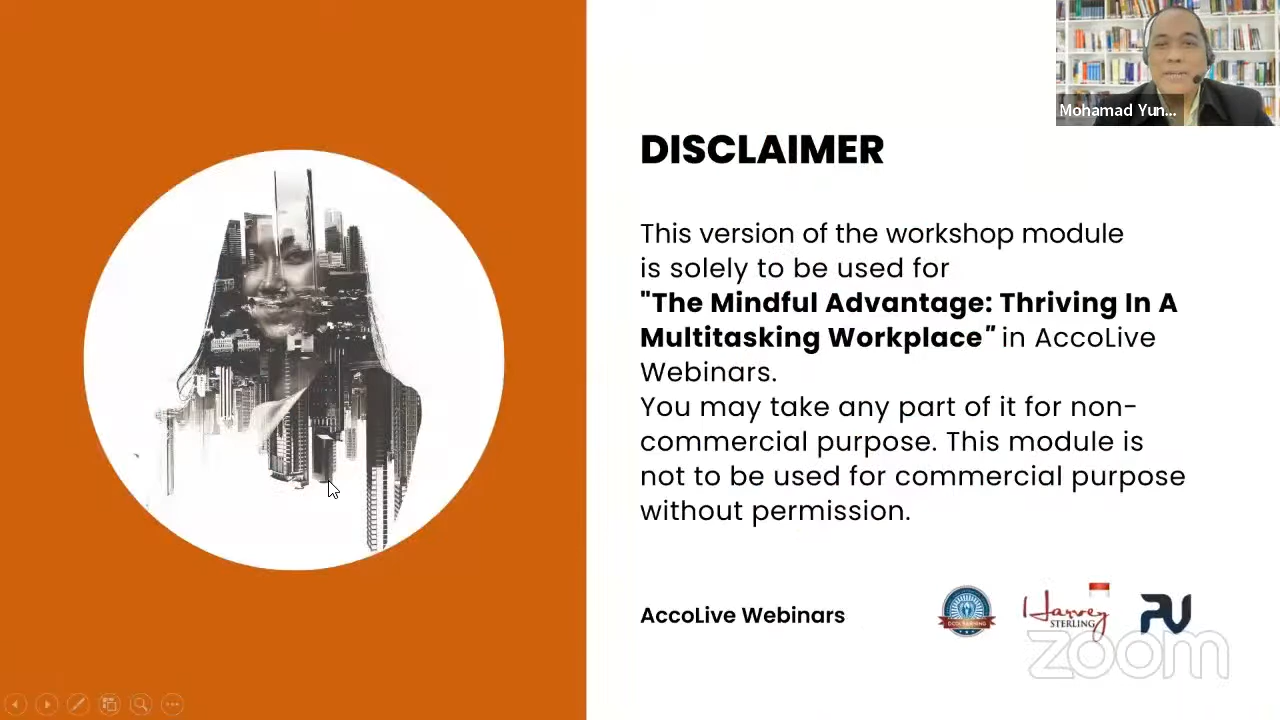 Mohamad Yun...
DISCLAIMER
This version of the workshop module
is solely to be used for
"The Mindful Advantage: Thriving In A
Multitasking Workplace" in AccoLive
Webinars.
You may take any part of it for non-
commercial purpose. This module is
not to be used for commercial purpose
without permission.
AccoLive Webinars
Harvey
STERLING
PU
zoom